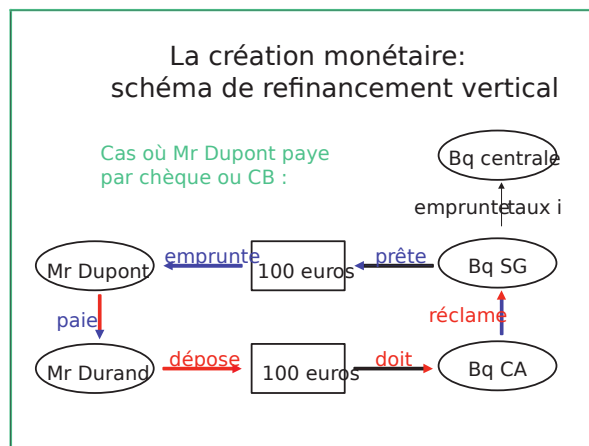 La création monétaire:
schéma de refinancement vertical
Cas où Mr Dupont paye
par chèque ou CB :
Bq centrale
emprunte taux i
Mr Dupont
emprunte
100 euros
prête
Bq SG
paie
réclame
Mr Durand
dépose
100 euros
doit
Bq CA